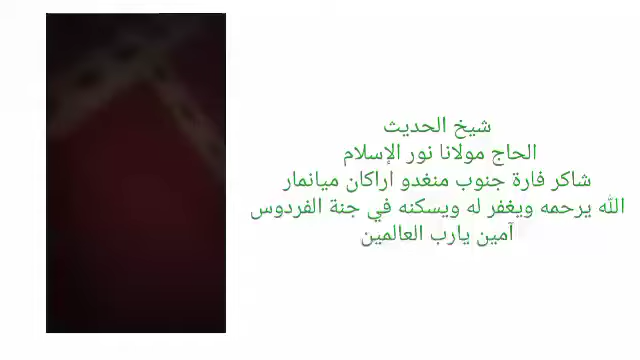 شيخ الحديث
الحاج مولانا نور الإسلام
شاكر فارة جنوب منغدو اراكان ميانمار
الله يرحمه ويغفر له ويسكنه في جنة الفردوس
آمين يارب العالمين